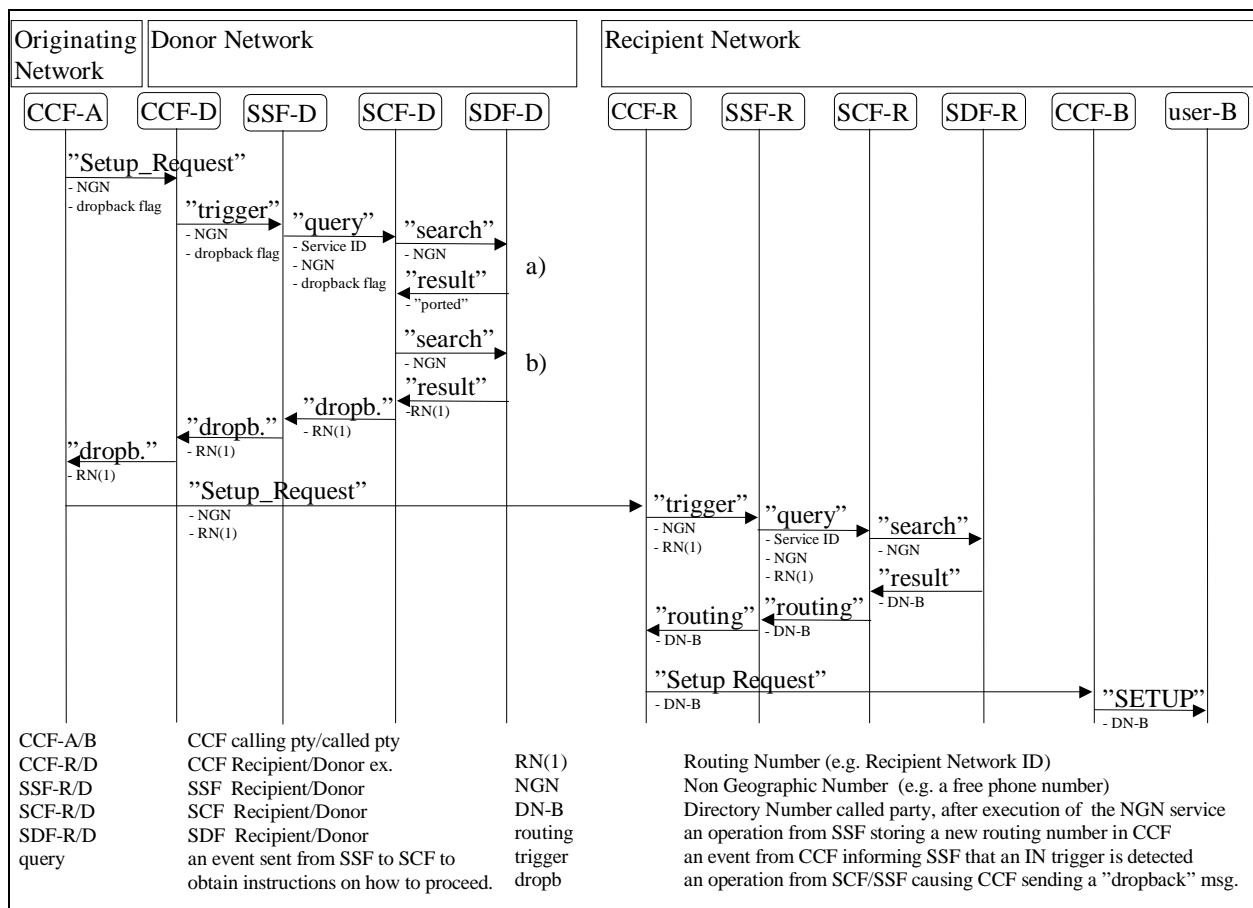 Originating
Network
Donor Network
Recipient Network
CCF-A
CCF-D
SSF-D
SCF-D
SDF-D
CCF-R
SSF-R
SCF-R
SDF-R
CCF-B
user-B
”Setup_Request”
- NGN
- dropback flag
”trigger”
- NGN
- dropback flag
”query”
- Service ID
- NGN
- dropback flag
”search”
- NGN
a)
”result”
- ”ported”
”search”
- NGN
b)
”result”
-RN(1)
”dropb.”
- RN(1)
”dropb.”
- RN(1)
”dropb.”
- RN(1)
”Setup_Request”
- NGN
- RN(1)
”trigger”
- NGN
- RN(1)
”query”
- Service ID
- NGN
- RN(1)
”search”
- NGN
”result”
- DN-B
”routing”
- DN-B
”routing”
- DN-B
”Setup Request”
- DN-B
”SETUP”
- DN-B
CCF-A/B CCF calling pty/called pty
CCF-R/D CCF Recipient/Donor ex.
SSF-R/D SSF Recipient/Donor
SCF-R/D SCF Recipient/Donor
SDF-R/D SDF Recipient/Donor
query an event sent from SSF to SCF to
obtain instructions on how to proceed.
RN(1) Routing Number (e.g. Recipient Network ID)
NGN Non Geographic Number (e.g. a free phone number)
DN-B Directory Number called party, after execution of the NGN service
routing an operation from SSF storing a new routing number in CCF
trigger an event from CCF informing SSF that an IN trigger is detected
dropb an operation from SCF/SSF causing CCF sending a ”dropback” msg.